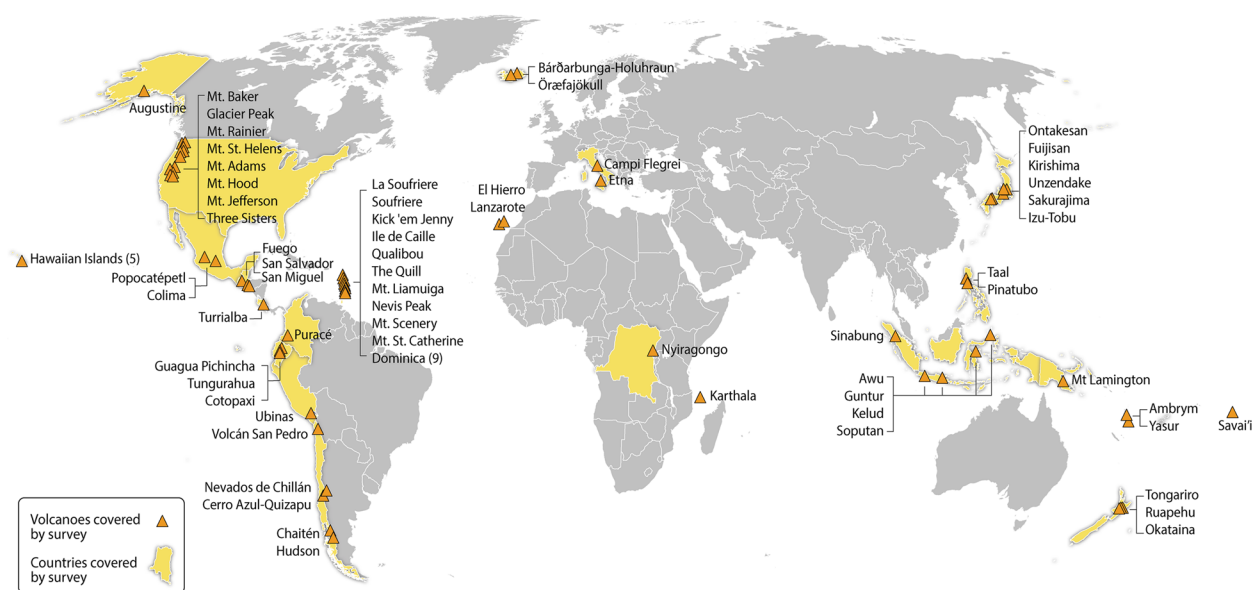 Augustine
Mt. Baker
Glacier Peak
Mt. Rainier
Mt. St. Helens
Mt. Adams
Mt. Hood
Mt. Jefferson
Three Sisters
Hawaiian Islands (5)
Popocatépetl
Colima
Fuego
San Salvador
San Miguel
Turrialba
La Soufriere
Soufriere
Kick 'em Jenny
Ile de Caille
Qualibou
The Quill
Mt. Liamuiga
Nevis Peak
Mt. Scenery
Mt. St. Catherine
Dominica (9)
Puracé
Guagua Pichincha
Tungurahua
Cotopaxi
Ubinas
Volcán San Pedro
Nevados de Chillán
Cerro Azul-Quizapu
Chaitén
Hudson
Bárðarbunga-Holuhraun
Öræfajökull
Campi Flegrei
Etna
El Hierro
Lanzarote
Nyiragongo
Karthala
Ontakesan
Fuijisan
Kirishima
Unzendake
Sakurajima
Izu-Tobu
Taal
Pinatubo
Sinabung
Awu
Guntur
Kelud
Soputan
Mt Lamington
Ambrym
Yasur
Savai'i
Tongariro
Ruapehu
Okataina
Volcanoes covered
by survey
Countries covered
by survey